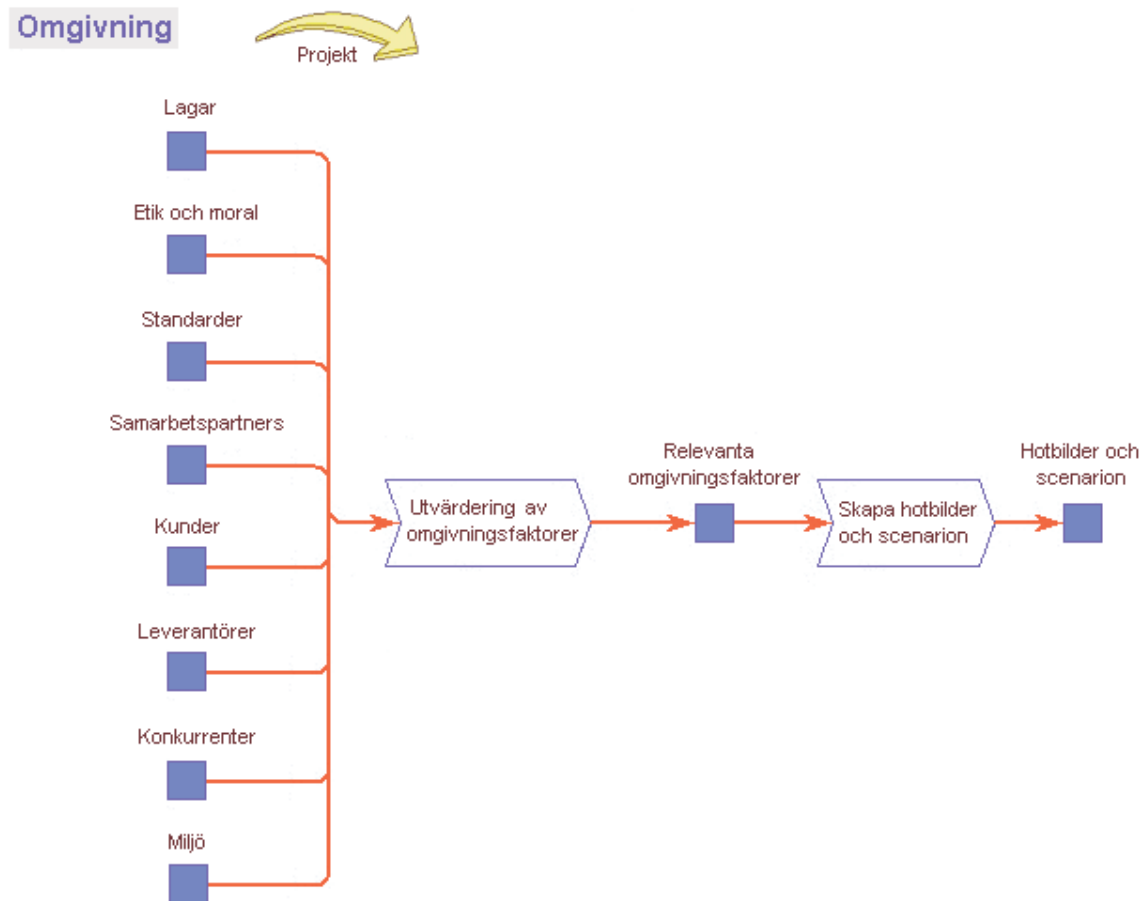 Omgivning
Projekt
Lagar
Etik och moral
Standarder
Samarbetspartners
Kunder
Leverantörer
Konkurrenter
Miljö
Utvärdering av
omgivningsfaktorer
Relevanta
omgivningsfaktorer
Skapa hotbilder
och scenarion
Hotbilder och
scenarion